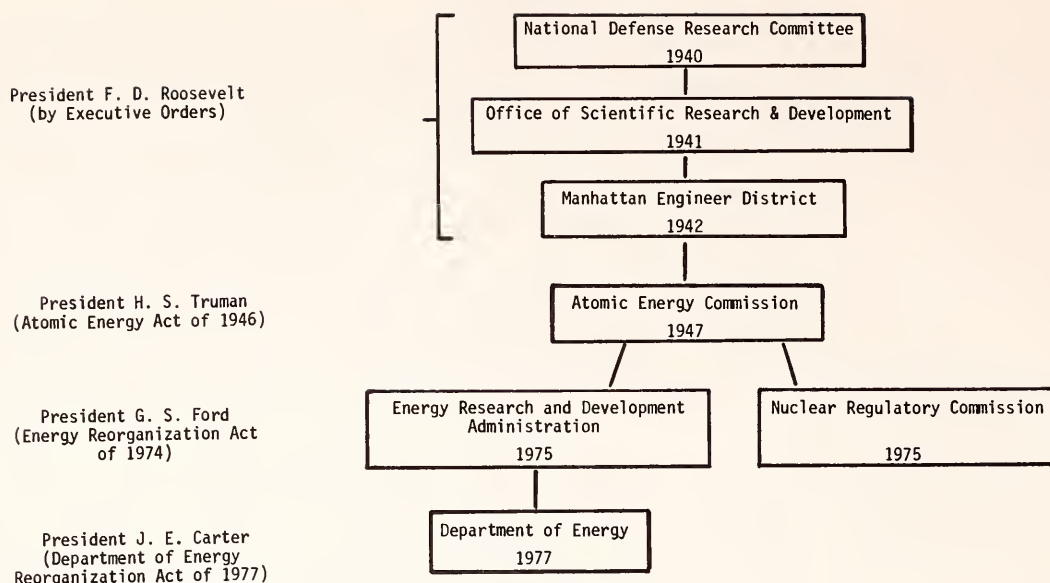 National Defense Research Committee
1940
President F. D. Roosevelt
(by Executive Orders)
Office of Scientific Research & Development
1941
Manhattan Engineer District
1942
President H. S. Truman
(Atomic Energy Act of 1946)
Atomic Energy Commission
1947
President G. S. Ford
(Energy Reorganization Act
of 1974)
Energy Research and Development
Administration
1975
Nuclear Regulatory Commission
1975
President J. E. Carter
(Department of Energy
Reorganization Act of 1977)
Department of Energy
1977